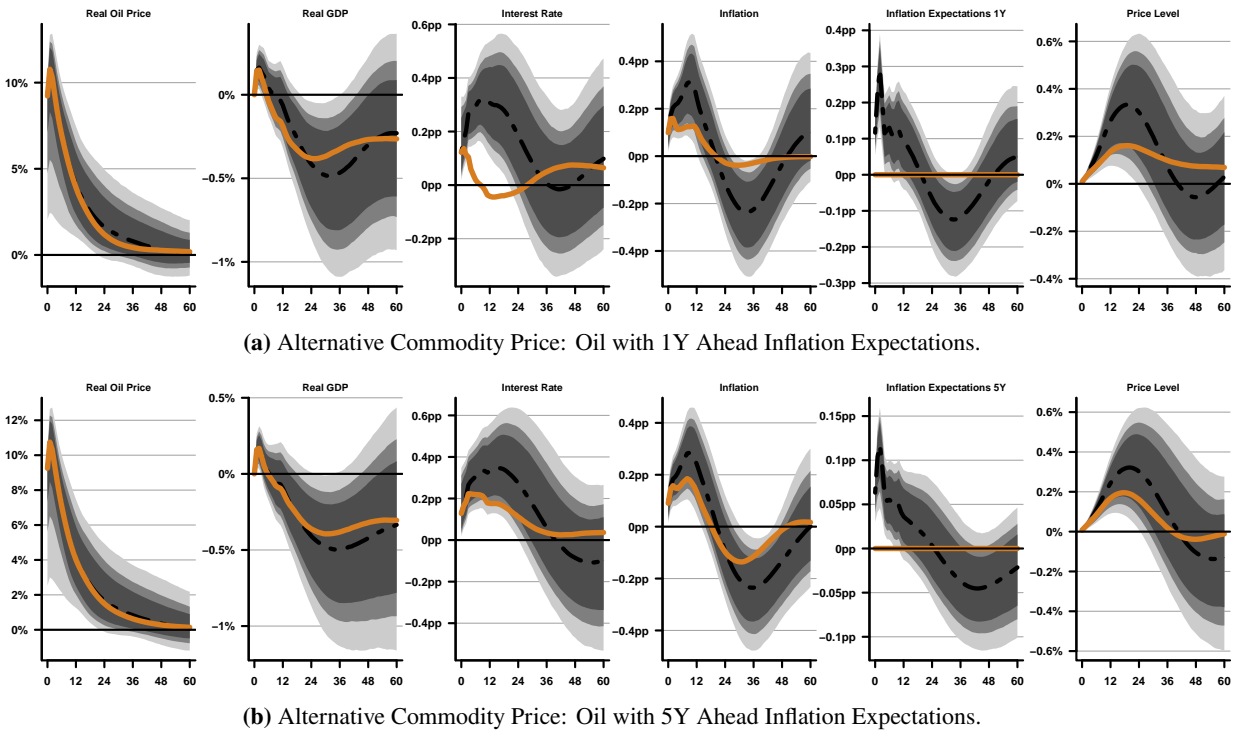 Real Oil Price
Real GDP
Interest Rate
Inflation
Inflation Expectations 1Y
Price Level
10%
5%
0%
0 12 24 36 48 60
0%
−0.5%
−1%
0 12 24 36 48 60
0.6pp
0.4pp
0.2pp
0pp
−0.2pp
0 12 24 36 48 60
0.4pp
0.2pp
0pp
−0.2pp
−0.4pp
0 12 24 36 48 60
0.4pp
0.3pp
0.2pp
0.1pp
0pp
−0.1pp
−0.2pp
−0.3pp
0 12 24 36 48 60
0.6%
0.4%
0.2%
0%
−0.2%
−0.4%
0 12 24 36 48 60
(a) Alternative Commodity Price: Oil with 1Y Ahead Inflation Expectations.
Real Oil Price
Real GDP
Interest Rate
Inflation
Inflation Expectations 5Y
Price Level
12%
10%
8%
6%
4%
2%
0%
0 12 24 36 48 60
0.5%
0%
−0.5%
−1%
0 12 24 36 48 60
0.6pp
0.4pp
0.2pp
0pp
−0.2pp
−0.4pp
0 12 24 36 48 60
0.4pp
0.2pp
0pp
−0.2pp
−0.4pp
0 12 24 36 48 60
0.15pp
0.1pp
0.05pp
0pp
−0.05pp
−0.1pp
0 12 24 36 48 60
0.6%
0.4%
0.2%
0%
−0.2%
−0.4%
−0.6%
0 12 24 36 48 60
(b) Alternative Commodity Price: Oil with 5Y Ahead Inflation Expectations.